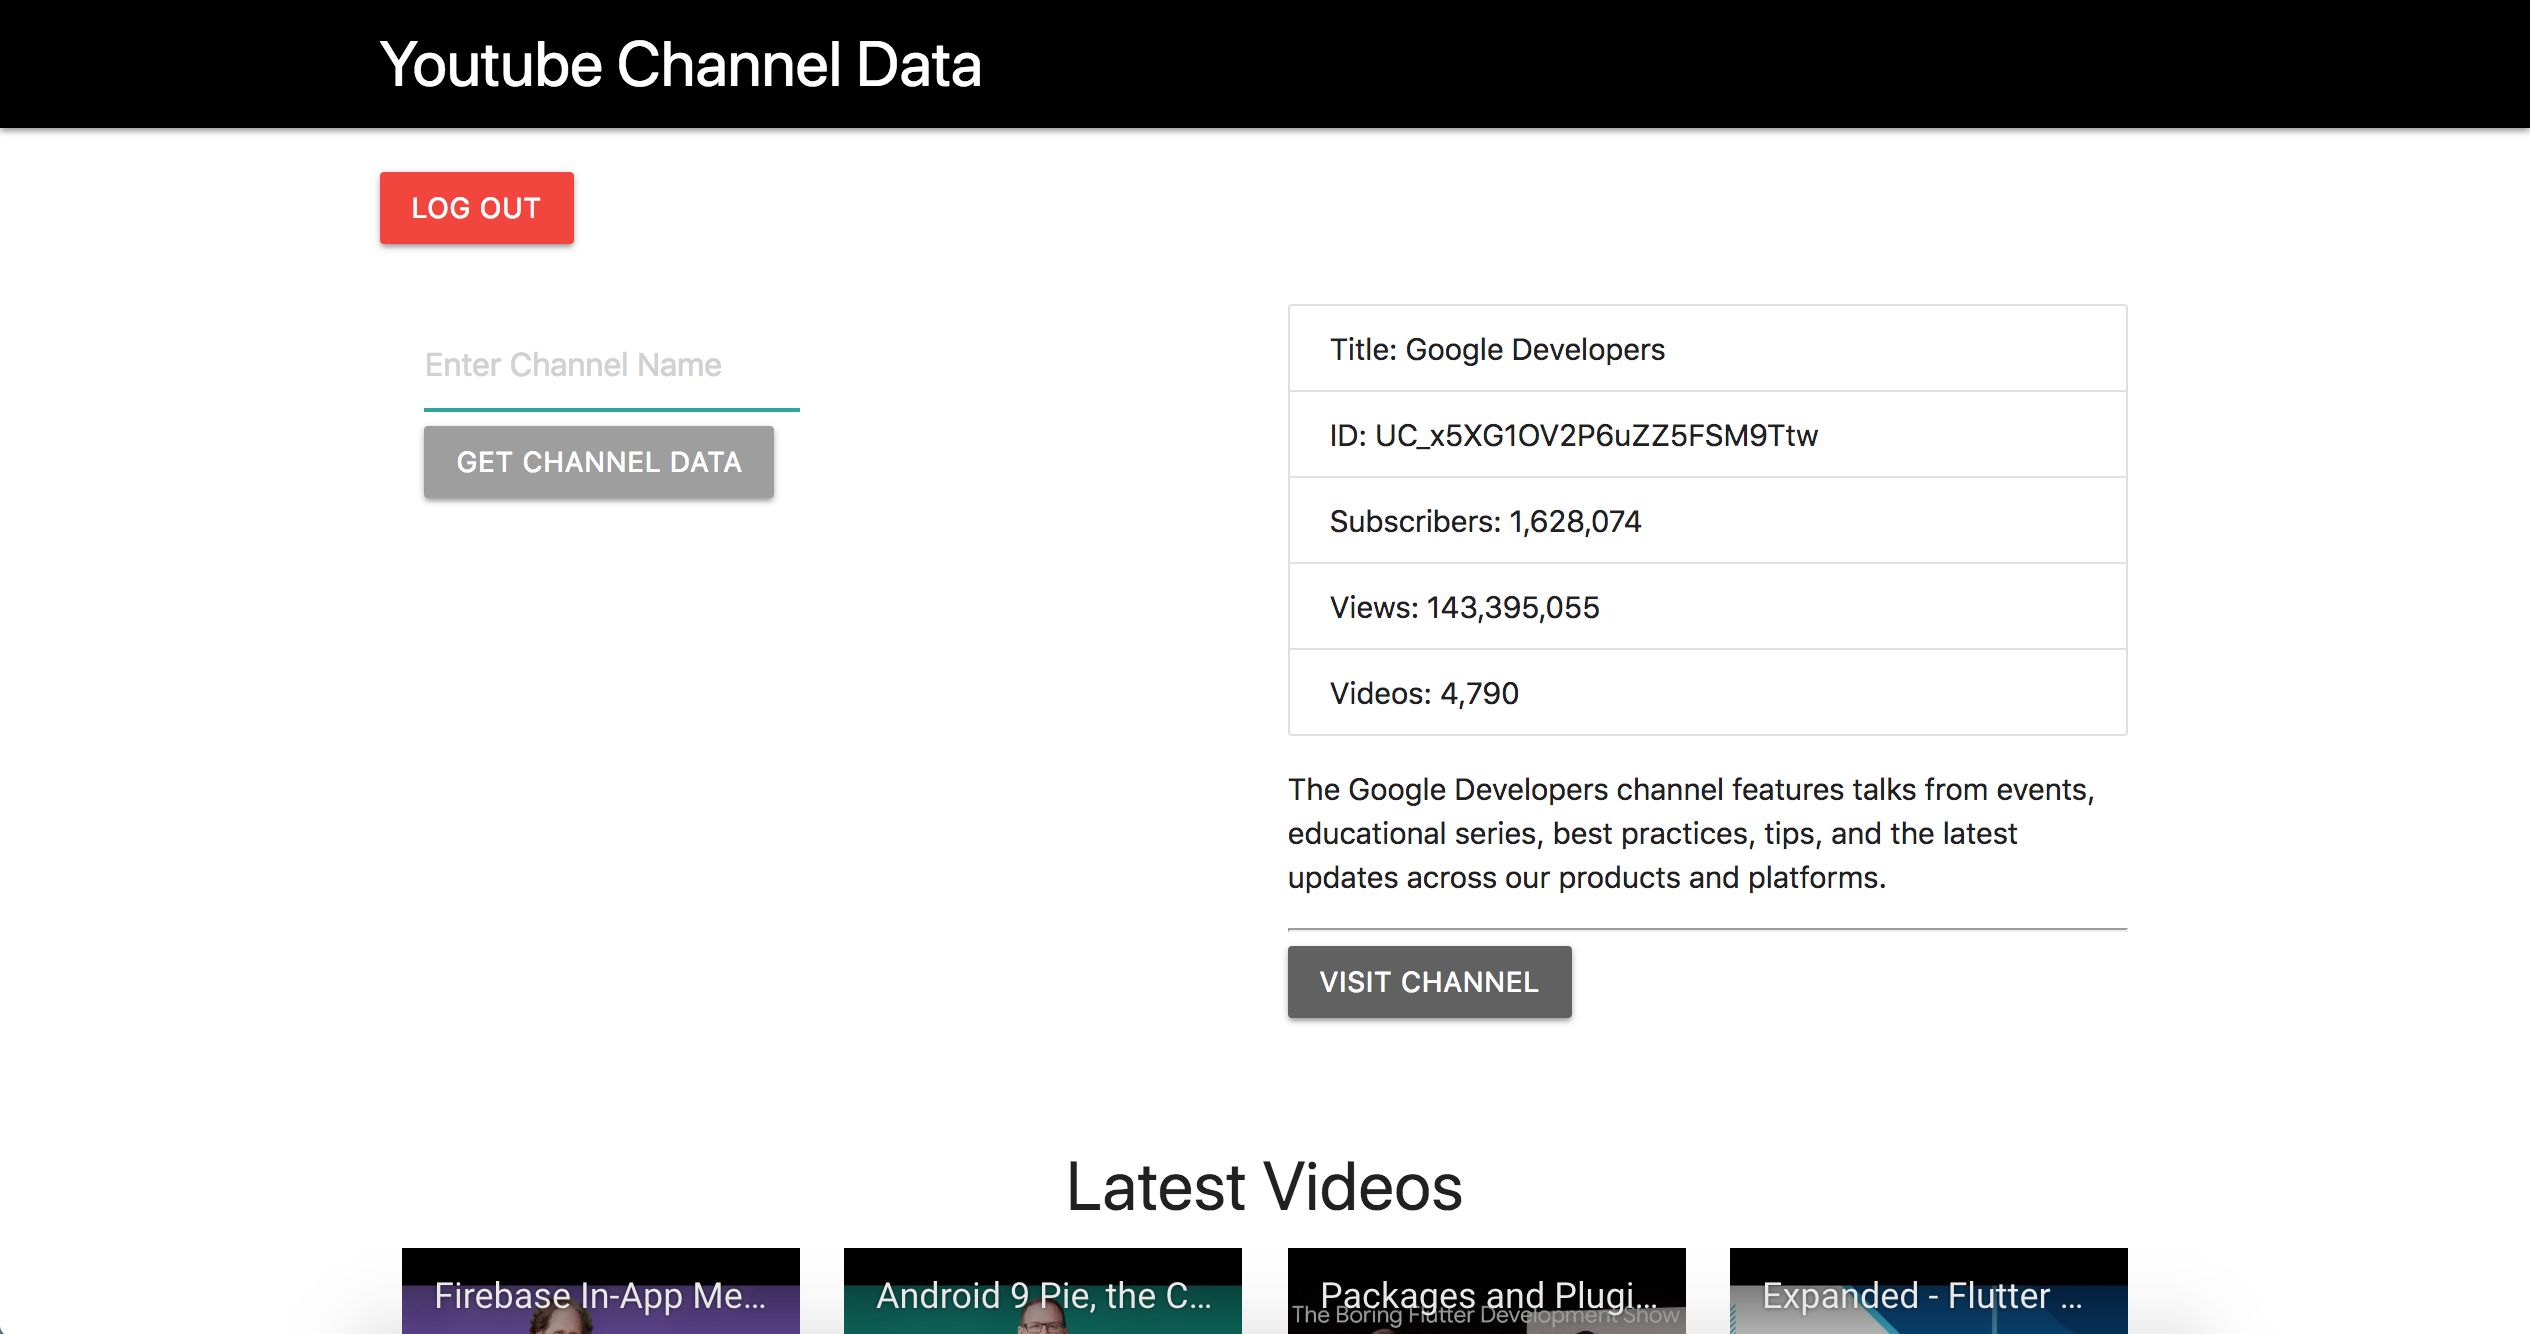 Youtube Channel Data
LOG OUT
Enter Channel Name
GET CHANNEL DATA
Title: Google Developers
ID: UC_x5XG1OV2P6uZZ5FSM9Ttw
Subscribers: 1,628,074
Views: 143,395,055
Videos: 4,790
The Google Developers channel features talks from events,
educational series, best practices, tips, and the latest
updates across our products and platforms.
VISIT CHANNEL
Latest Videos
Firebase In-App Me...
Android 9 Pie, the C...
Packages and Plugi...
The Boring Flutter Development Show
Expanded - Flutter ...